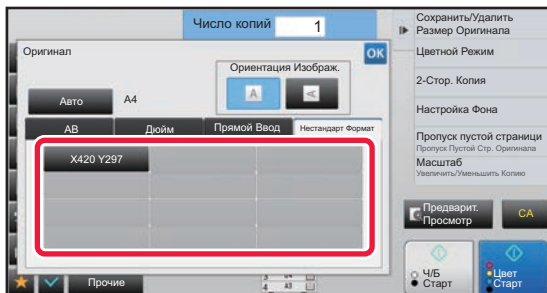 Число копий 1
Сохранить/Удалить
Размер Оригинала
Оригинал
OK
Цветной Режим
Ориентация Изображ.
A
A
Авто
A4
2-Стор. Копия
Настройка Фона
AB
Дюйм
Прямой Ввод
Нестандарт Формат
Пропуск пустой страници
Пропуск Пустой Стр. Оригинала
X420 Y297
Масштаб
Увеличить/Уменьшить Копию
Предварит.
Просмотр
CA
Ч/Б
Старт
Цвет
Старт
Прочие
4 A3